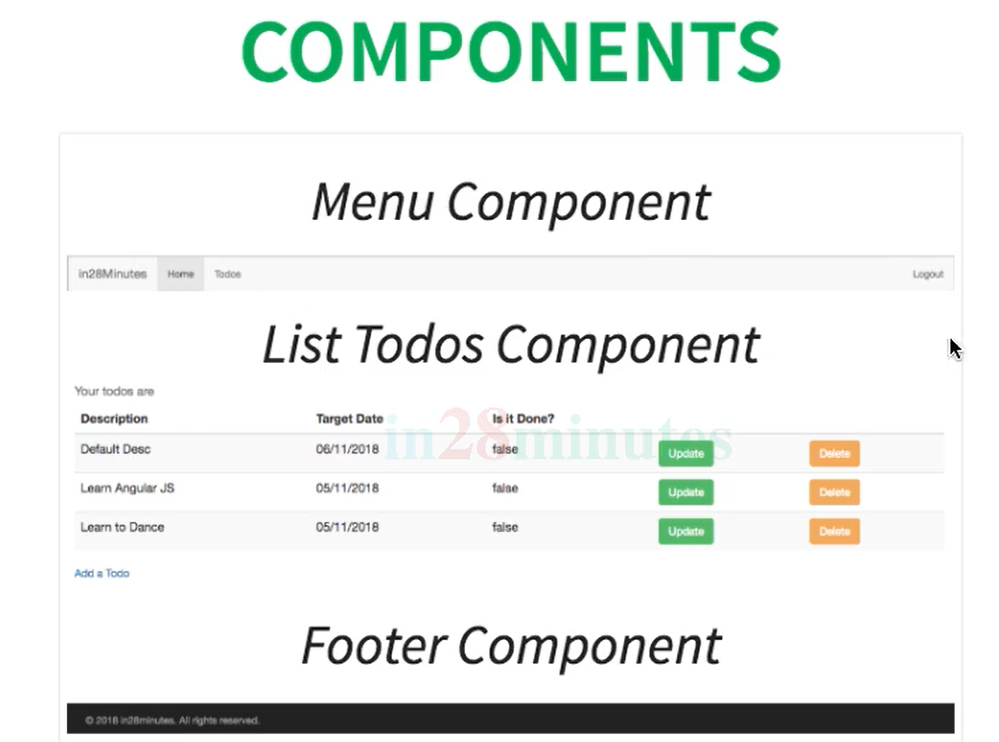 COMPONENTS
Menu Component
in28Minutes Home Todos Logout
List Todos Component
Your todos are
Description Target Date Is it Done?
in28minutes
Default Desc 06/11/2018 false Update Delete
Learn Angular JS 05/11/2018 false Update Delete
Learn to Dance 05/11/2018 false Update Delete
Add a Todo
Footer Component
© 2018 in28minutes. All rights reserved.